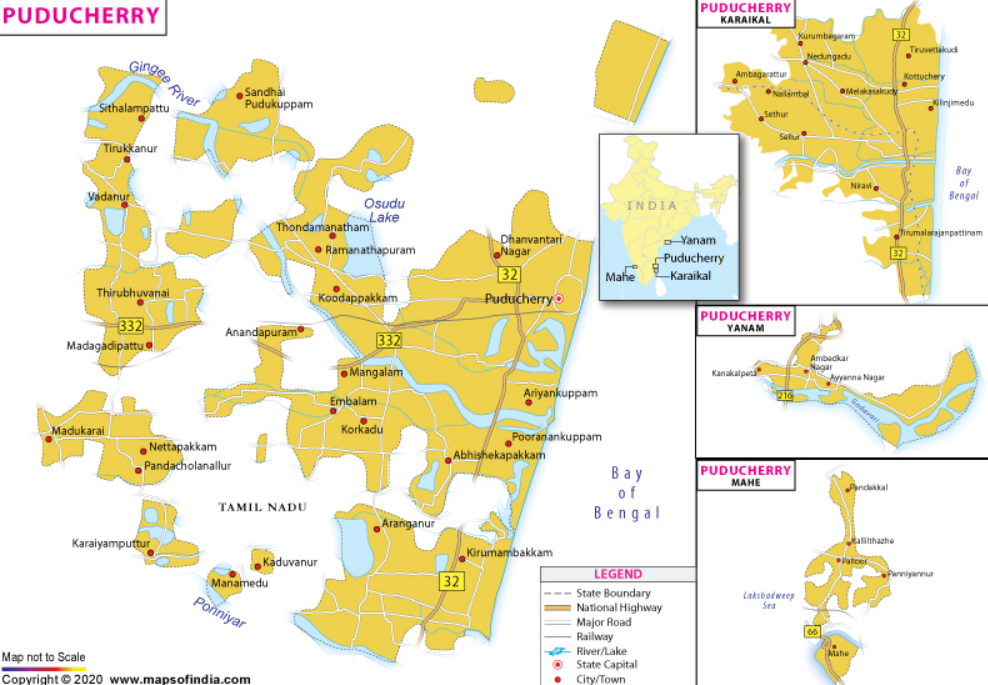 PUDUCHERRY
Gingee River
Sithalampattu
Sandhai
Pudukuppam
Tirukkanur
Vadanur
Osudu
Lake
Thondamanatham
Ramanathapuram
Dhanvantari
Nagar
32
Koodappakkam
Puducherry
Thirubhuvanai
332
Madagadipattu
Anandapuram
332
Mangalam
Embalam
Korkadu
Ariyankuppam
Madukarai
Nettapakkam
Pandacholanallur
Pooranankuppam
Abhishekapakkam
Bay
of
Bengal
TAMIL NADU
Aranganur
Karaiyamputtur
Kaduvanur
Manamedu
Kirumambakkam
32
Ponniyar
INDIA
Yanam
Puducherry
Karaikal
Mahe
LEGEND
State Boundary
National Highway
Major Road
Railway
River/Lake
State Capital
City/Town
Map not to Scale
Copyright © 2020 www.mapsofindia.com
PUDUCHERRY
KARAIKAL
32
Kurumbagaram
Nedungadu
Tiruvettakudi
Ambagarattur
Nallambal
Melakasakudy
Kottuchery
Kilinjimedu
Sethur
Sellur
Niravi
Bay
of
Bengal
Tirumalarajanpattinam
32
PUDUCHERRY
YANAM
Kanakalpeta
Ambedkar
Nagar
Ayyanna Nagar
216
Godavari
PUDUCHERRY
MAHE
Pandakkal
Kallilthazhe
Palloor
Panniyannur
Lakshadweep
Sea
66
Mahe